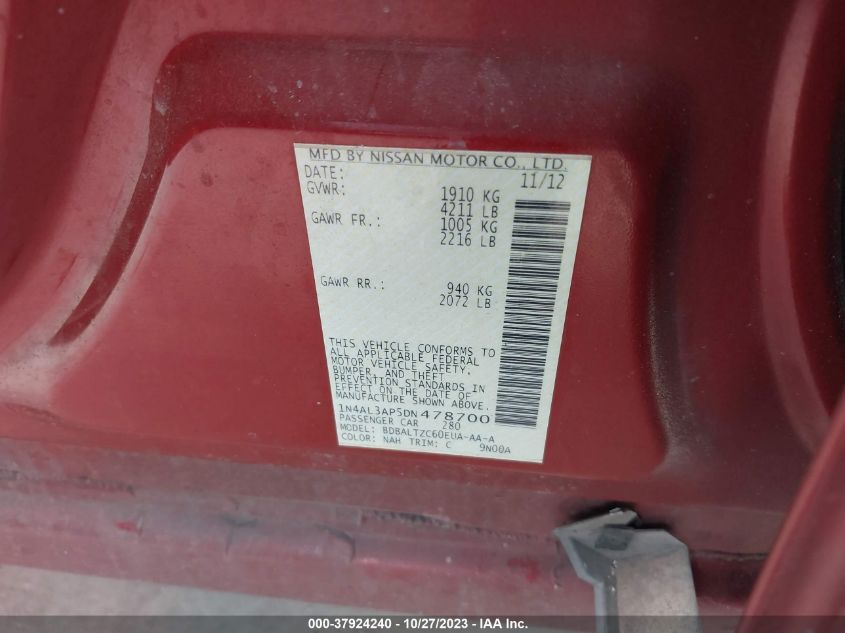 MFD BY NISSAN MOTOR CO., LTD.
DATE: 11/12
GVWR: 1910 KG
4211 LB
GAWR FR.: 1005 KG
2216 LB
GAWR RR.: 940 KG
2072 LB
THIS VEHICLE CONFORMS TO
ALL APPLICABLE FEDERAL
MOTOR VEHICLE SAFETY,
BUMPER, AND THEFT
PREVENTION STANDARDS IN
EFFECT ON THE DATE OF
MANUFACTURE SHOWN ABOVE.
1N4AL3AP5DN478700
PASSENGER CAR 280
MODEL: BDBALTZC60EUA-AA-A
COLOR: NAH TRIM: C 9N00A
000-37924240 - 10/27/2023 - IAA Inc.